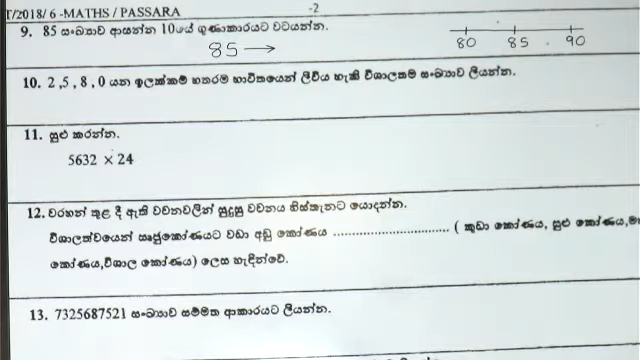 T/2018/ 6 -MATHS / PASSARA -2
9. 85 සංඛ්‍යාව ආසන්න 10යේ ගුණාකාරයට වටයන්න.
85 → 80 85 90
10. 2 ,5 , 8 , 0 යන ඉලක්කම් හතරම භාවිතයෙන් ලිවිය හැකි විශාලතම සංඛ්‍යාව ලියන්න.
11. සුළු කරන්න.
5632 × 24
12. වරහන් තුළ දී ඇති වචනවලින් සුදුසු වචනය හිස්තැනට යොදන්න.
විශාලත්වයෙන් ඍජුකෝණයට වඩා අඩු කෝණය .............................. ( කුඩා කෝණය, සුළු කෝණය,
කෝණය,විශාල කෝණය) ලෙස හැඳින්වේ.
13. 7325687521 සංඛ්‍යාව සම්මත ආකාරයට ලියන්න.